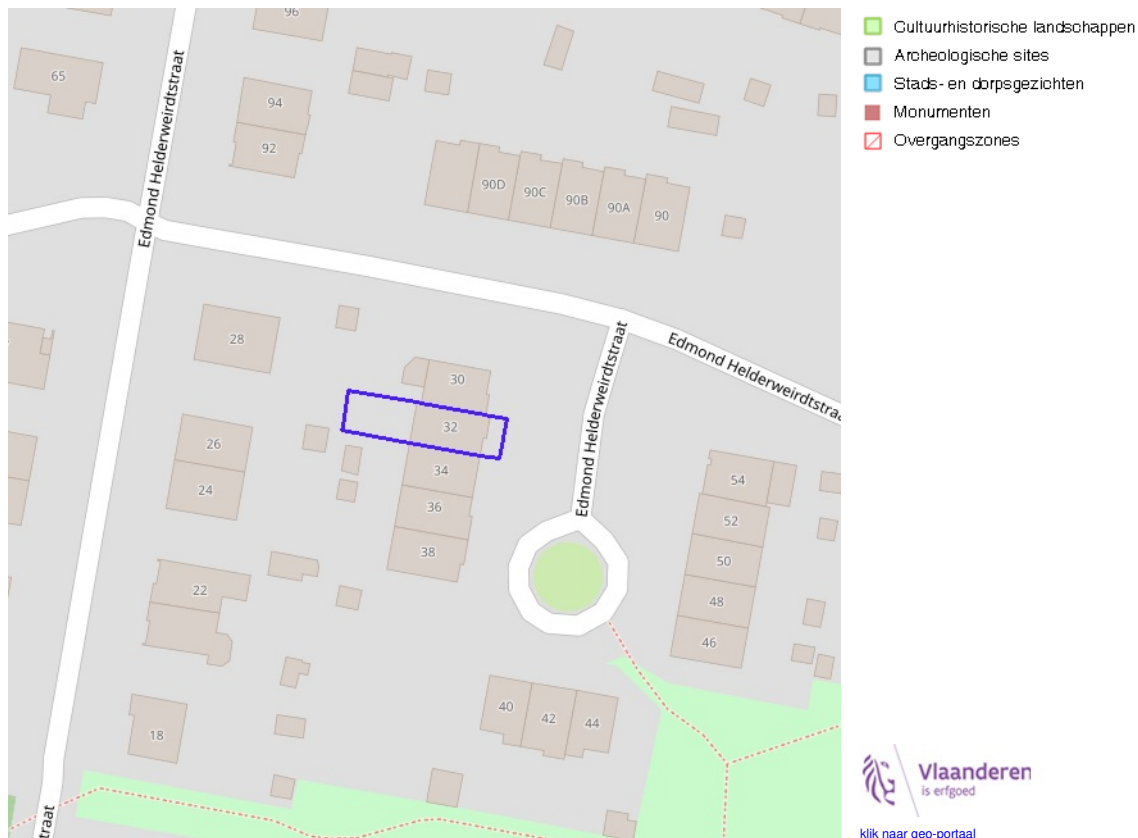 96
65
94
92
Edmond Helderweirdtstraat
90D
90C
90B
90A
90
28
30
32
34
36
38
26
24
22
18
Edmond Helderweirdtstraat
Edmond Helderweirdtstraat
54
52
50
48
46
40
42
44
traat
Cultuurhistorische landschappen
Archeologische sites
Stads- en dorpsgezichten
Monumenten
Overgangszones
Vlaanderen
is erfgoed
klik naar geo-portaal